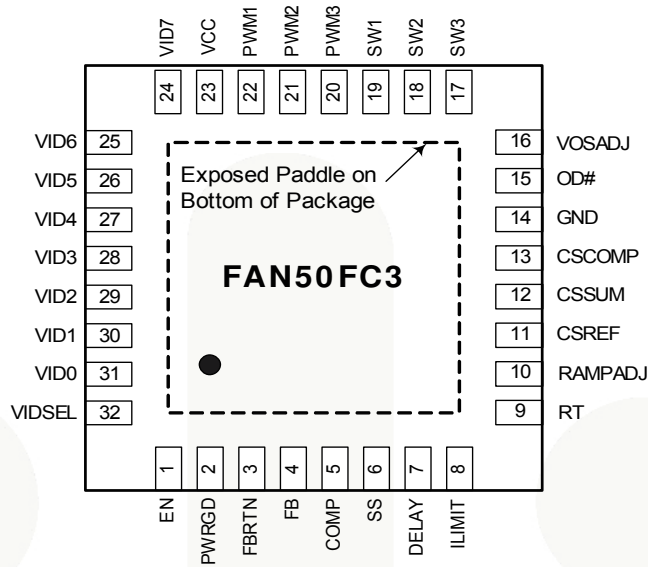 VID7 VCC PWM1 PWM2 PWM3 SW1 SW2 SW3
24 23 22 21 20 19 18 17
VID6 25
VID5 26
VID4 27
VID3 28
VID2 29
VID1 30
VID0 31
VIDSEL 32
Exposed Paddle on
Bottom of Package
FAN50FC3
16 VOSADJ
15 OD#
14 GND
13 CSCOMP
12 CSSUM
11 CSREF
10 RAMPADJ
9 RT
1 2 3 4 5 6 7 8
EN PWRGD FBRTN FB COMP SS DELAY ILIMIT